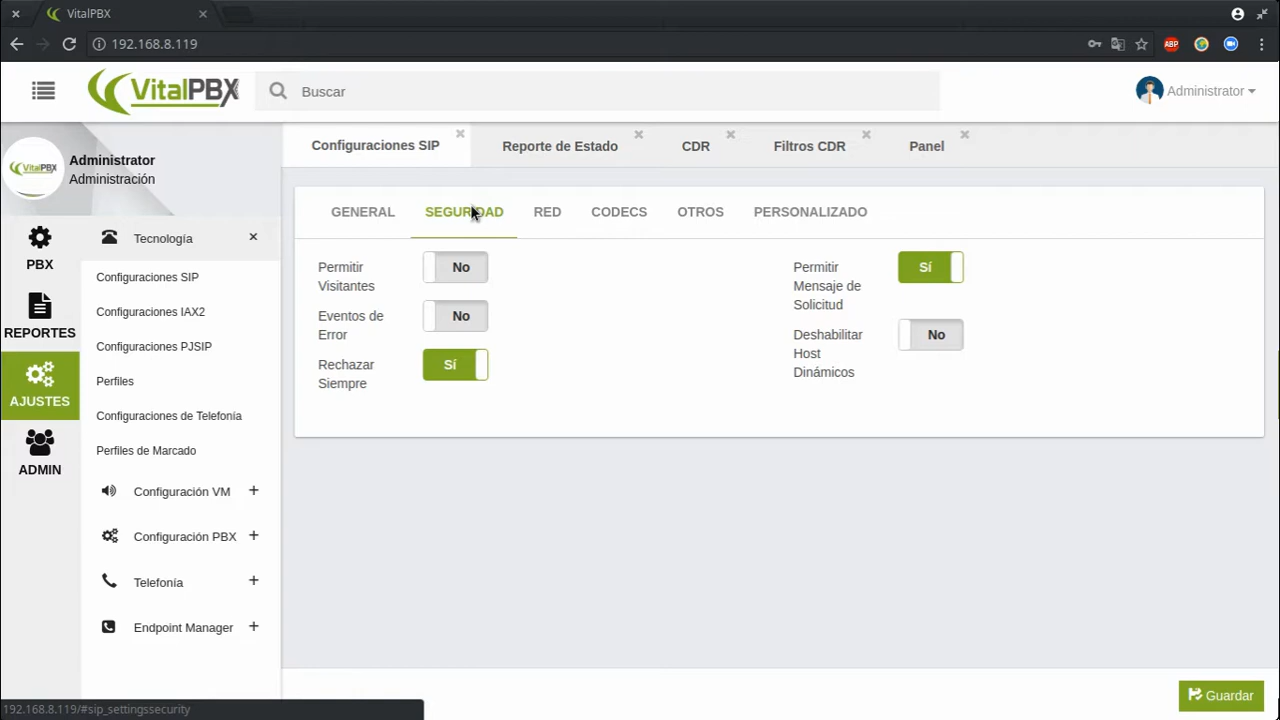 VitalPBX
192.168.8.119
ABP
VitalPBX
Buscar
Administrator
Administrator
Administración
Configuraciones SIP
Reporte de Estado
CDR
Filtros CDR
Panel
PBX
REPORTES
AJUSTES
ADMIN
Tecnología
Configuraciones SIP
Configuraciones IAX2
Configuraciones PJSIP
Perfiles
Configuraciones de Telefonía
Perfiles de Marcado
Configuración VM
Configuración PBX
Telefonía
Endpoint Manager
GENERAL
SEGURIDAD
RED
CODECS
OTROS
PERSONALIZADO
Permitir
Visitantes
No
Eventos de
Error
No
Rechazar
Siempre
Sí
Permitir
Mensaje de
Solicitud
Sí
Deshabilitar
Host
Dinámicos
No
Guardar
192.168.8.119/#sip_settingssecurity